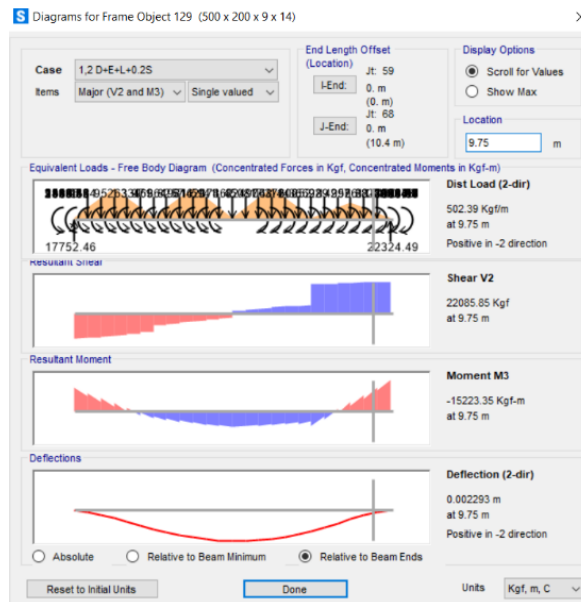 S Diagrams for Frame Object 129 (500 x 200 x 9 x 14)
Case 1,2 D+E+L+0.2S
Items Major (V2 and M3) Single valued
End Length Offset
(Location)
Jt: 59
I-End: 0. m
(0. m)
Jt: 68
J-End: 0. m
(10.4 m)
Display Options
Scroll for Values
Show Max
Location
9.75 m
Equivalent Loads - Free Body Diagram (Concentrated Forces in Kgf, Concentrated Moments in Kgf-m)
17752.46
22324.49
Dist Load (2-dir)
502.39 Kgf/m
at 9.75 m
Positive in -2 direction
Resultant Shear
Shear V2
22085.85 Kgf
at 9.75 m
Resultant Moment
Moment M3
-15223.35 Kgf-m
at 9.75 m
Deflections
Deflection (2-dir)
0.002293 m
at 9.75 m
Positive in -2 direction
Absolute Relative to Beam Minimum Relative to Beam Ends
Reset to Initial Units Done Units Kgf, m, C